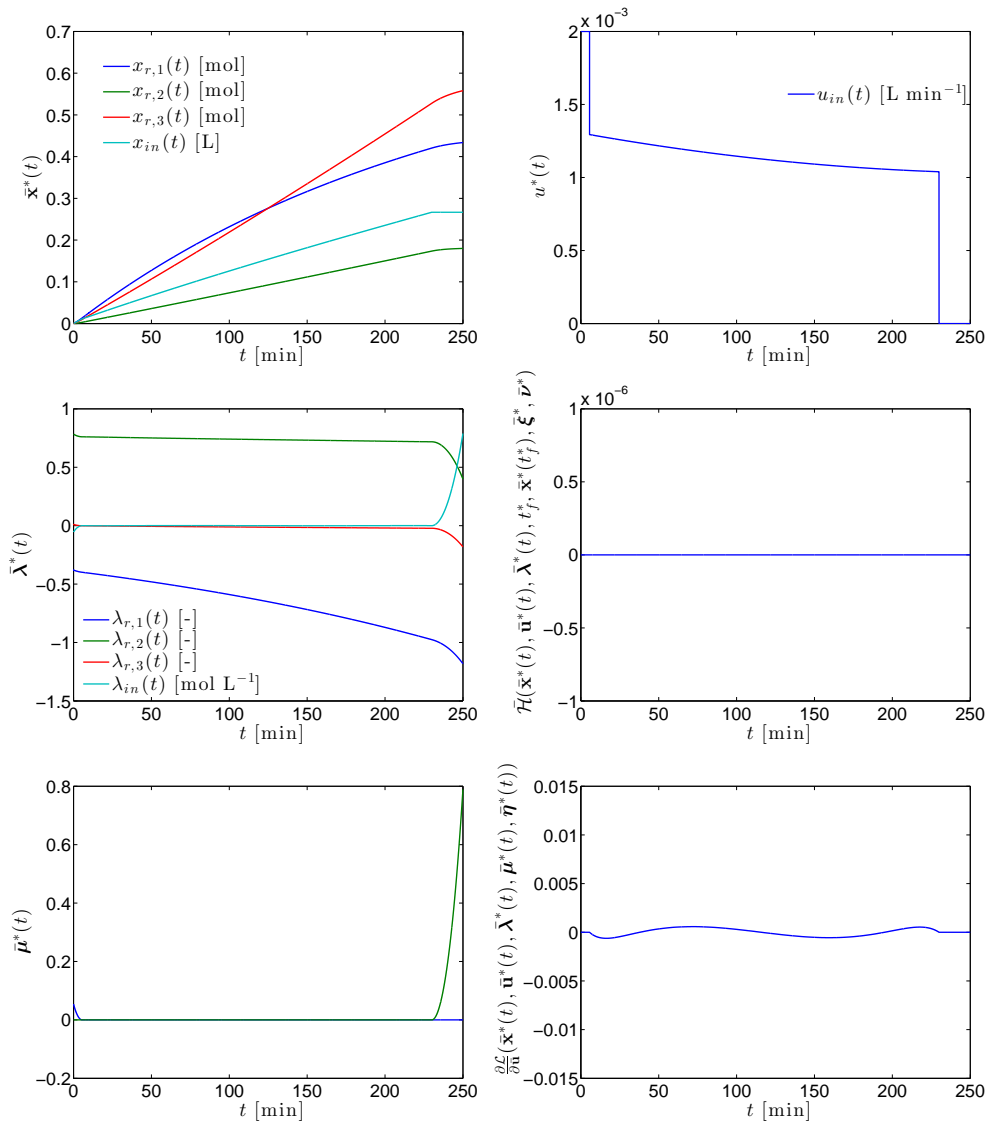 0.7
0.6
0.5
0.4
0.3
0.2
0.1
0
x̄*(t)
x_{r,1}(t) [mol]
x_{r,2}(t) [mol]
x_{r,3}(t) [mol]
x_{in}(t) [L]
0 50 100 150 200 250
t [min]
x 10^{−3}
2
1.5
1
0.5
0
u*(t)
u_{in}(t) [L min^{−1}]
0 50 100 150 200 250
t [min]
1
0.5
0
−0.5
−1
−1.5
λ̄*(t)
λ_{r,1}(t) [-]
λ_{r,2}(t) [-]
λ_{r,3}(t) [-]
λ_{in}(t) [mol L^{−1}]
0 50 100 150 200 250
t [min]
x 10^{−6}
1
0.5
0
−0.5
−1
H̄(x̄*(t), ū*(t), λ̄*(t), t*_f, x̄*(t*_f), ξ̄*, ν̄*)
0 50 100 150 200 250
t [min]
0.8
0.6
0.4
0.2
0
−0.2
μ̄*(t)
0 50 100 150 200 250
t [min]
0.015
0.01
0.005
0
−0.005
−0.01
−0.015
∂L̄/∂ū(x̄*(t), ū*(t), λ̄*(t), μ̄*(t), η̄*(t))
0 50 100 150 200 250
t [min]